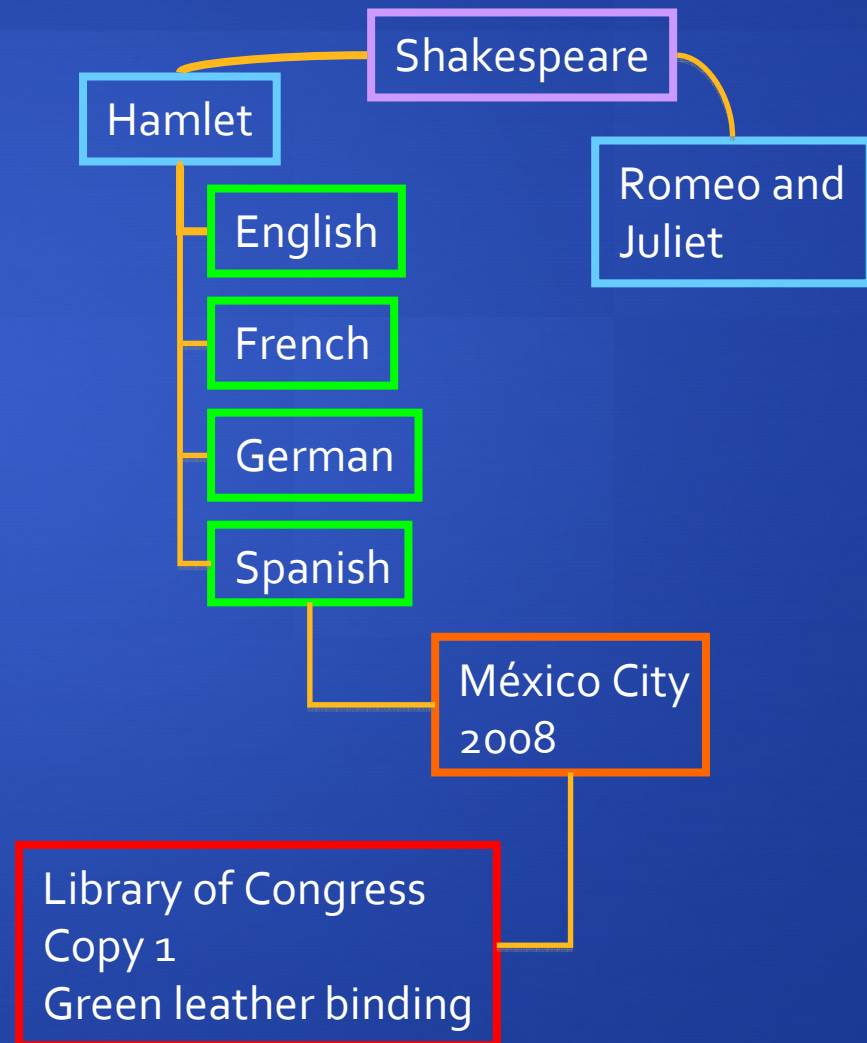 Shakespeare
Hamlet
Romeo and
Juliet
English
French
German
Spanish
México City
2008
Library of Congress
Copy 1
Green leather binding